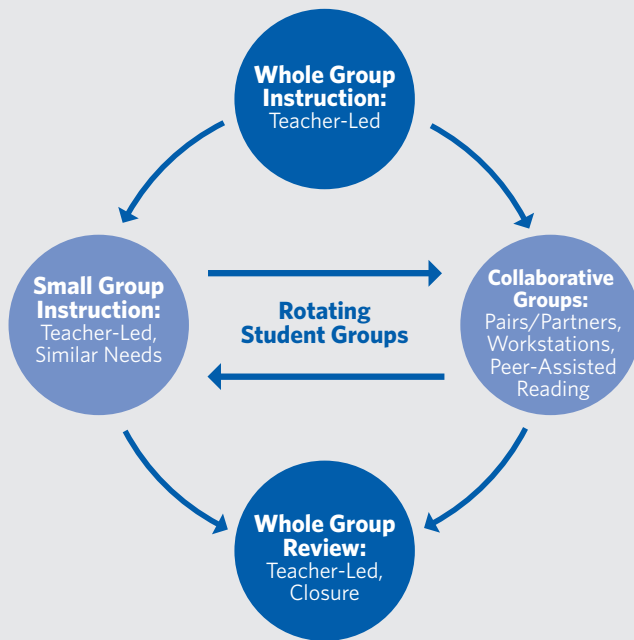 Whole Group
Instruction:
Teacher-Led
Small Group
Instruction:
Teacher-Led,
Similar Needs
Rotating
Student Groups
Collaborative
Groups:
Pairs/Partners,
Workstations,
Peer-Assisted
Reading
Whole Group
Review:
Teacher-Led,
Closure